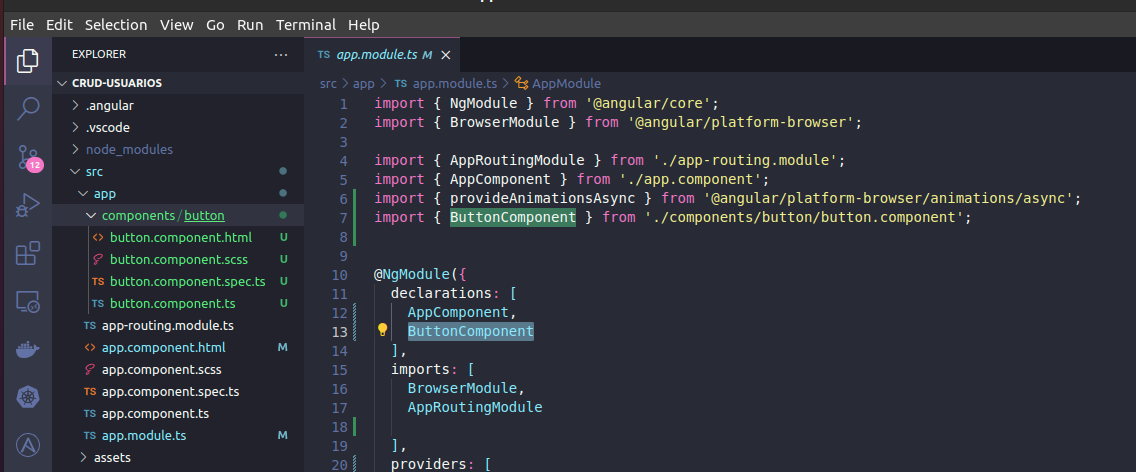 File Edit Selection View Go Run Terminal Help
EXPLORER ...
CRUD-USUARIOS
.angular
.vscode
node_modules
src
app
components/button
button.component.html U
button.component.scss U
TS button.component.spec.ts U
TS button.component.ts U
TS app-routing.module.ts
app.component.html M
app.component.scss
TS app.component.spec.ts
TS app.component.ts
TS app.module.ts M
assets
12
TS app.module.ts M
src > app > TS app.module.ts > AppModule
1 import { NgModule } from '@angular/core';
2 import { BrowserModule } from '@angular/platform-browser';
3
4 import { AppRoutingModule } from './app-routing.module';
5 import { AppComponent } from './app.component';
6 import { provideAnimationsAsync } from '@angular/platform-browser/animations/async';
7 import { ButtonComponent } from './components/button/button.component';
8
9
10 @NgModule({
11 declarations: [
12 AppComponent,
13 ButtonComponent
14 ],
15 imports: [
16 BrowserModule,
17 AppRoutingModule
18
19 ],
20 providers: [